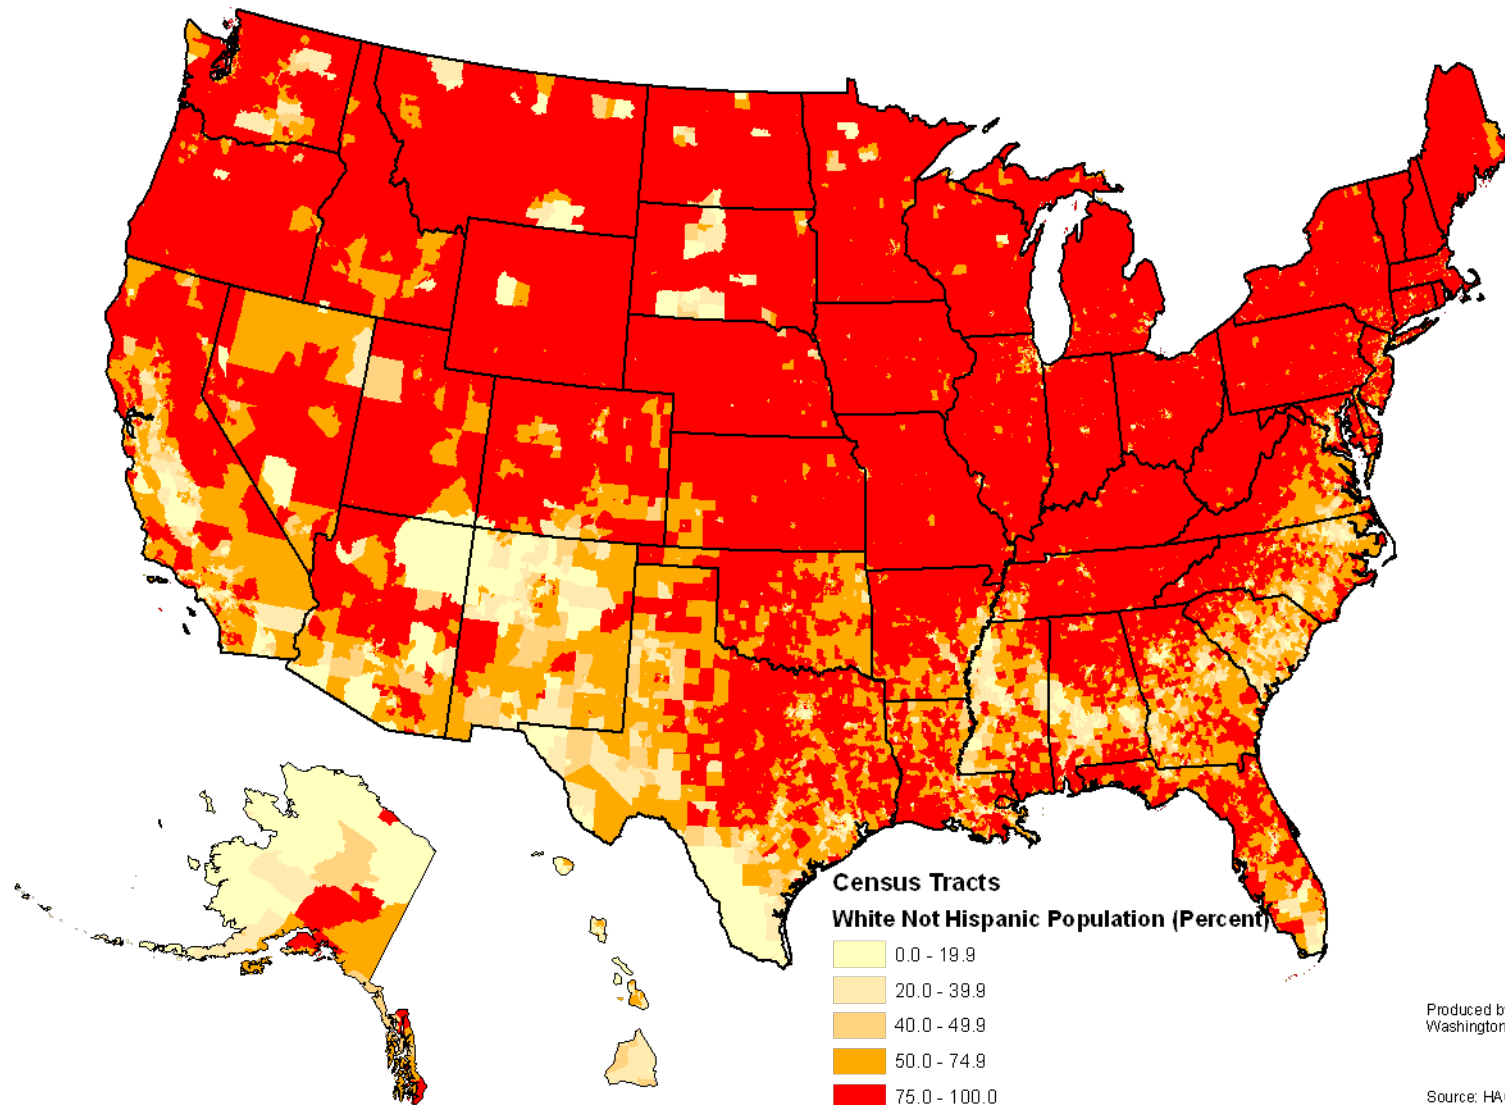 Census Tracts
White Not Hispanic Population (Percent)
0.0 - 19.9
20.0 - 39.9
40.0 - 49.9
50.0 - 74.9
75.0 - 100.0
Produced by
Washington
Source: